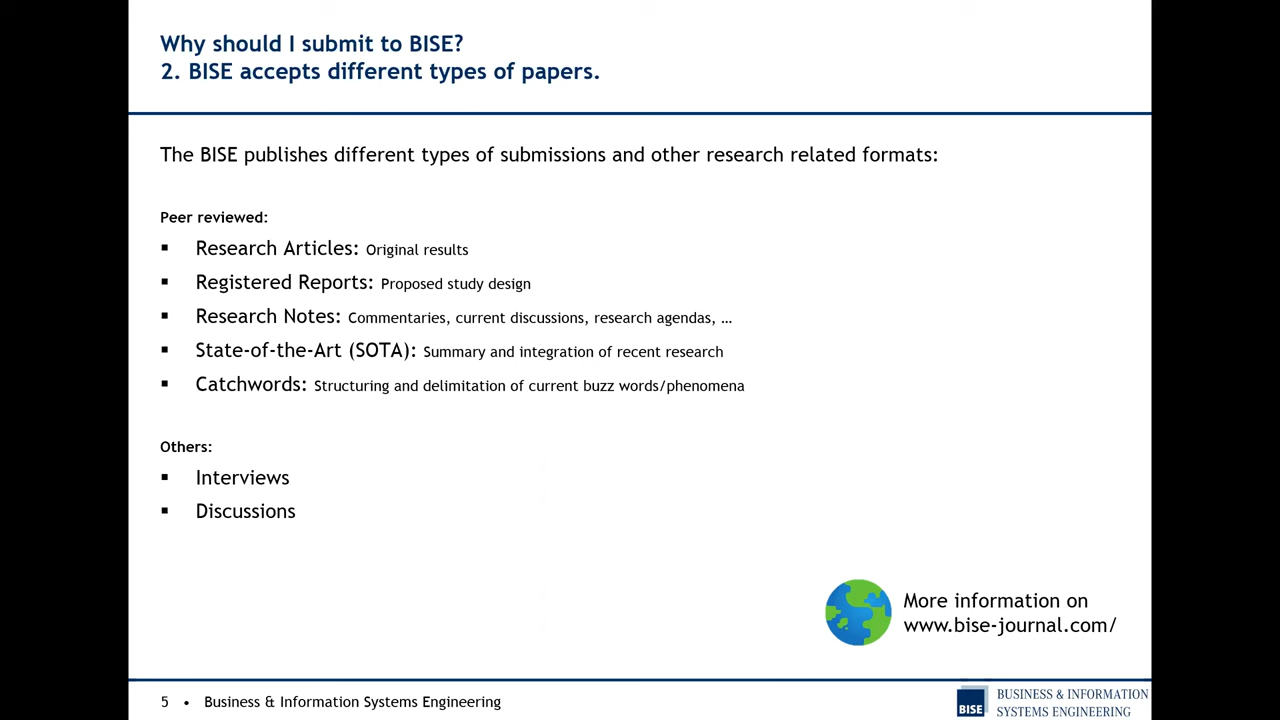 Why should I submit to BISE?
2. BISE accepts different types of papers.
The BISE publishes different types of submissions and other research related formats:
Peer reviewed:
▪ Research Articles: Original results
▪ Registered Reports: Proposed study design
▪ Research Notes: Commentaries, current discussions, research agendas, …
▪ State-of-the-Art (SOTA): Summary and integration of recent research
▪ Catchwords: Structuring and delimitation of current buzz words/phenomena
Others:
▪ Interviews
▪ Discussions
More information on
www.bise-journal.com/
5 • Business & Information Systems Engineering
BISE
BUSINESS & INFORMATION
SYSTEMS ENGINEERING